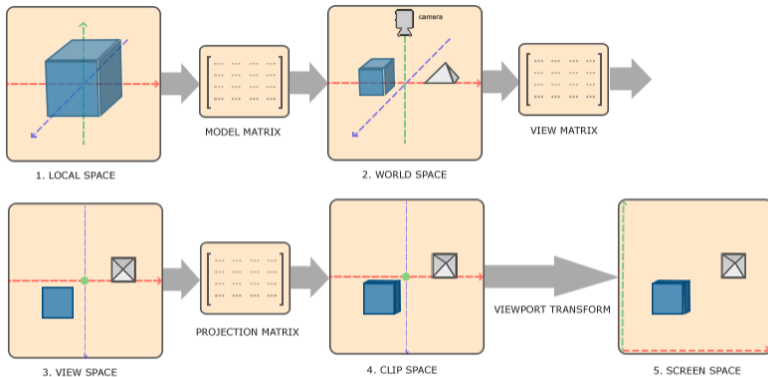 camera
MODEL MATRIX
VIEW MATRIX
1. LOCAL SPACE
2. WORLD SPACE
PROJECTION MATRIX
VIEWPORT TRANSFORM
3. VIEW SPACE
4. CLIP SPACE
5. SCREEN SPACE